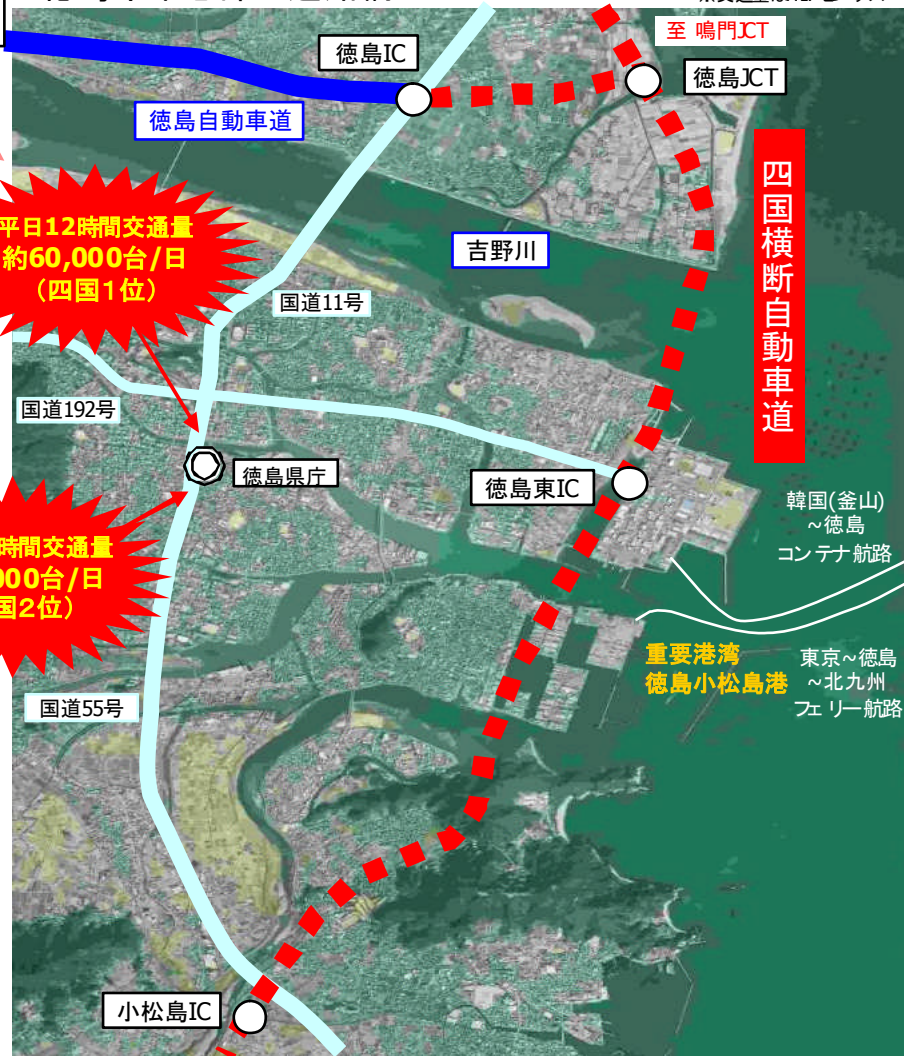 至 鳴門JCT
徳島IC
徳島JCT
徳島自動車道
四国横断自動車道
平日12時間交通量
約60,000台/日
（四国1位）
吉野川
国道11号
国道192号
徳島県庁
徳島東IC
韓国(釜山)
~徳島
コンテナ航路
時間交通量
000台/日
国2位）
重要港湾
徳島小松島港
東京~徳島
~北九州
フェリー航路
国道55号
小松島IC